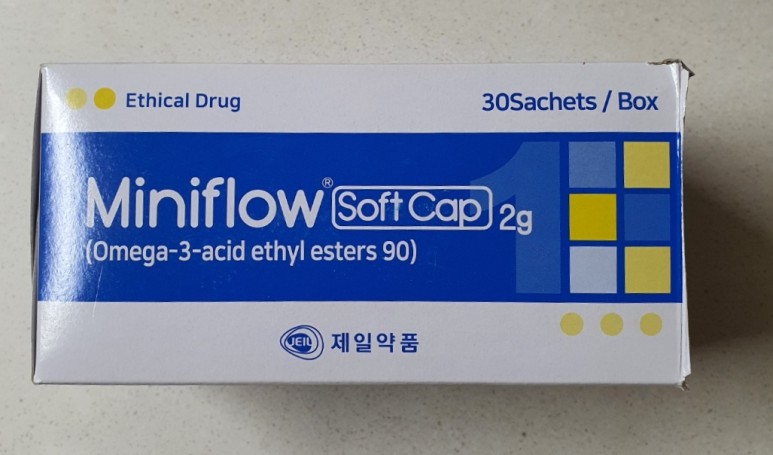 Ethical Drug
30Sachets / Box
Miniflow® Soft Cap 2g
1
(Omega-3-acid ethyl esters 90)
JEIL 제일약품